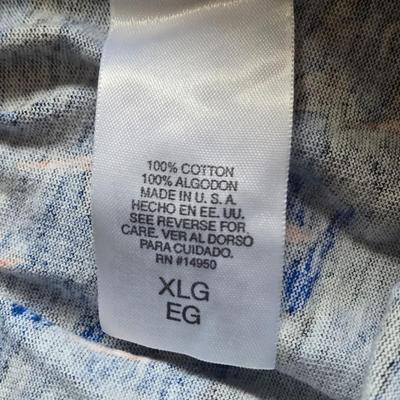 100% COTTON
100% ALGODON
MADE IN U. S. A.
HECHO EN EE. UU.
SEE REVERSE FOR
CARE. VER AL DORSO
PARA CUIDADO.
RN #14950
XLG
EG